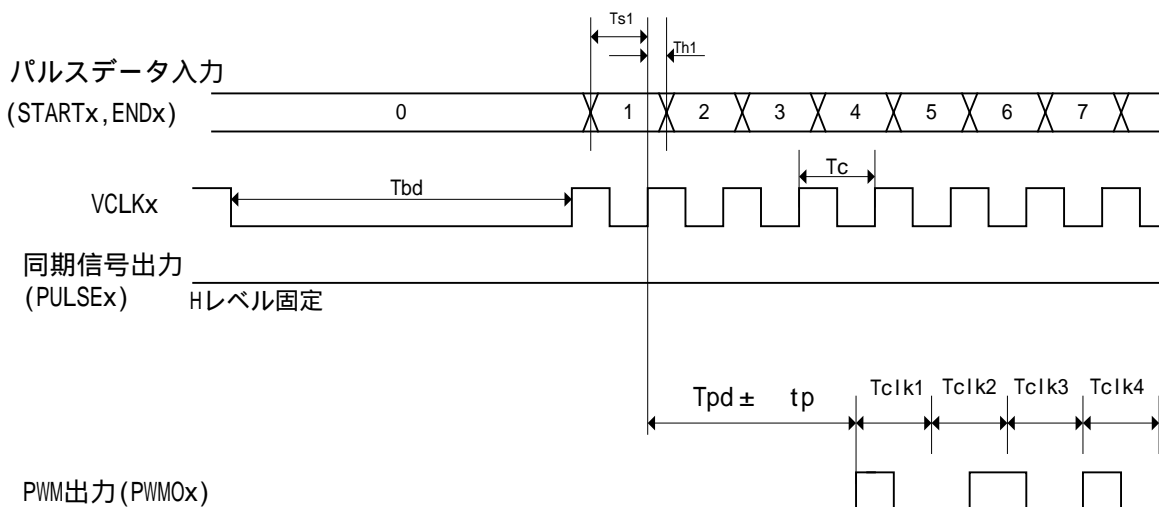 Ts1
Th1
パルスデータ入力
(STARTx,ENDx)
0 1 2 3 4 5 6 7
Tc
Tbd
VCLKx
同期信号出力
(PULSEx)
Hレベル固定
Tpd± tp
Tclk1 Tclk2 Tclk3 Tclk4
PWM出力(PWMOx)